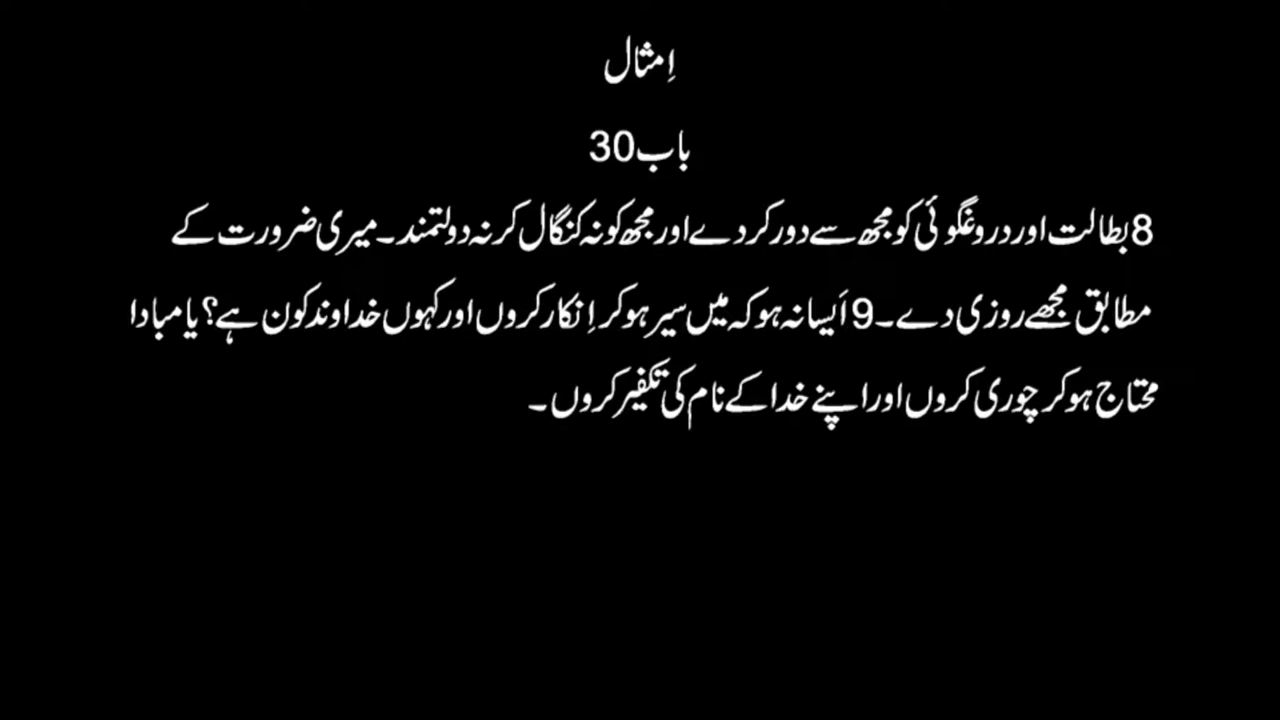 اِمثال
باب 30
8 بطالت اور دروغگوئی کو مجھ سے دور کر دے اور مجھ کو نہ کنگال کر نہ دولتمند۔ میری ضرورت کے
مطابق مجھے روزی دے۔ 9 اَیسا نہ ہو کہ میں سیر ہو کر اِنکار کروں اور کہوں خداوند کون ہے؟ یا مبادا
محتاج ہو کر چوری کروں اور اپنے خدا کے نام کی تکفیر کروں۔